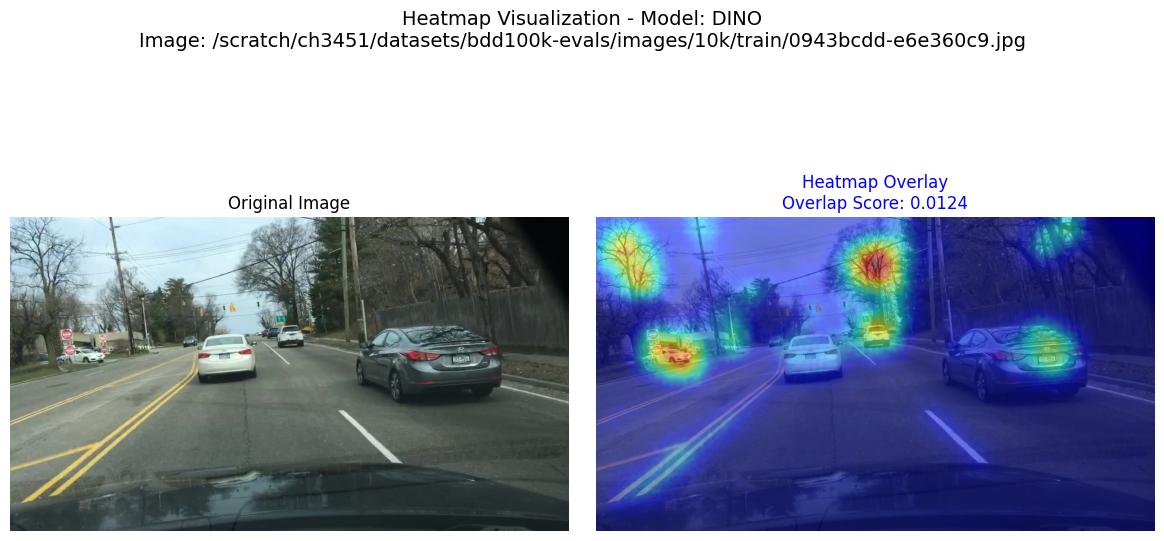 Heatmap Visualization - Model: DINO
Image: /scratch/ch3451/datasets/bdd100k-evals/images/10k/train/0943bcdd-e6e360c9.jpg
Original Image
Heatmap Overlay
Overlap Score: 0.0124